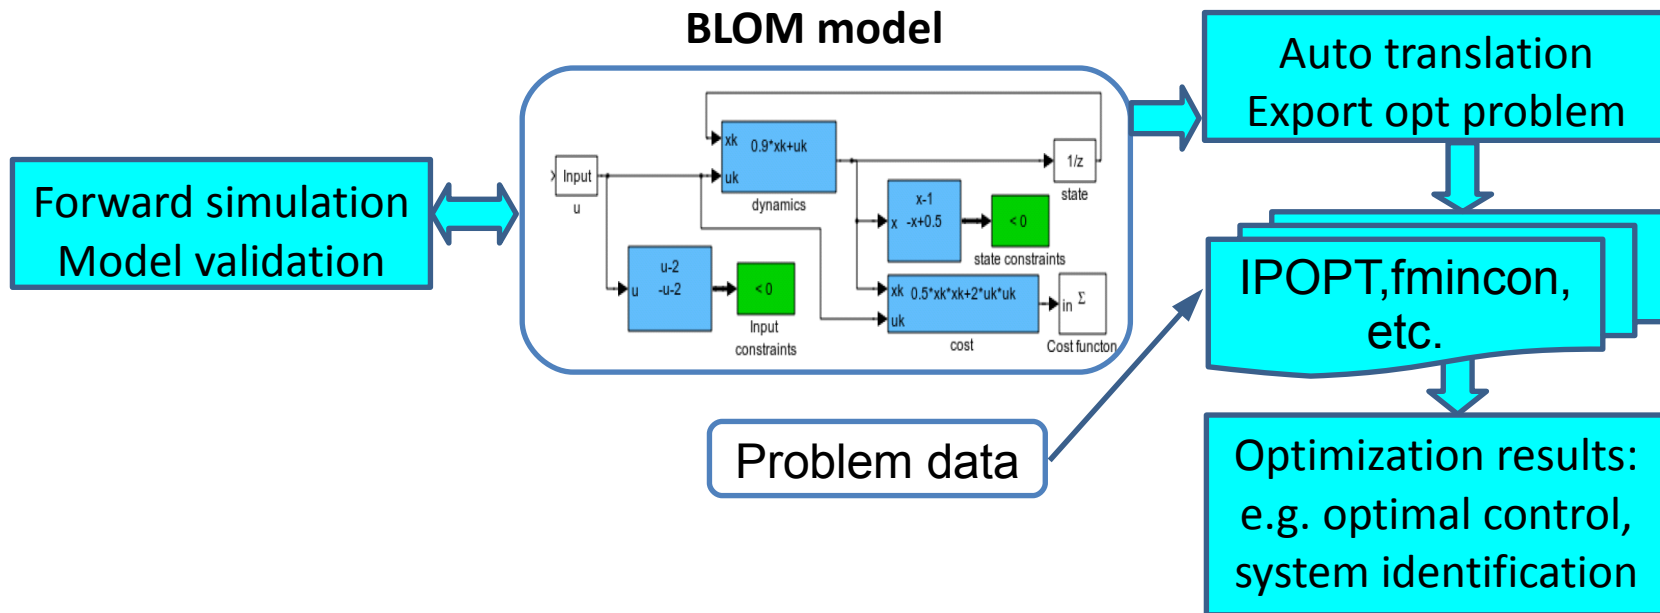 BLOM model
Forward simulation
Model validation
Input
u
xk
uk
0.9*xk+uk
dynamics
1/z
state
x
x-1
-x+0.5
< 0
state constraints
u
u-2
-u-2
< 0
Input
constraints
xk
uk
0.5*xk*xk+2*uk*uk
cost
in Σ
Cost functon
Auto translation
Export opt problem
IPOPT,fmincon,
etc.
Problem data
Optimization results:
e.g. optimal control,
system identification